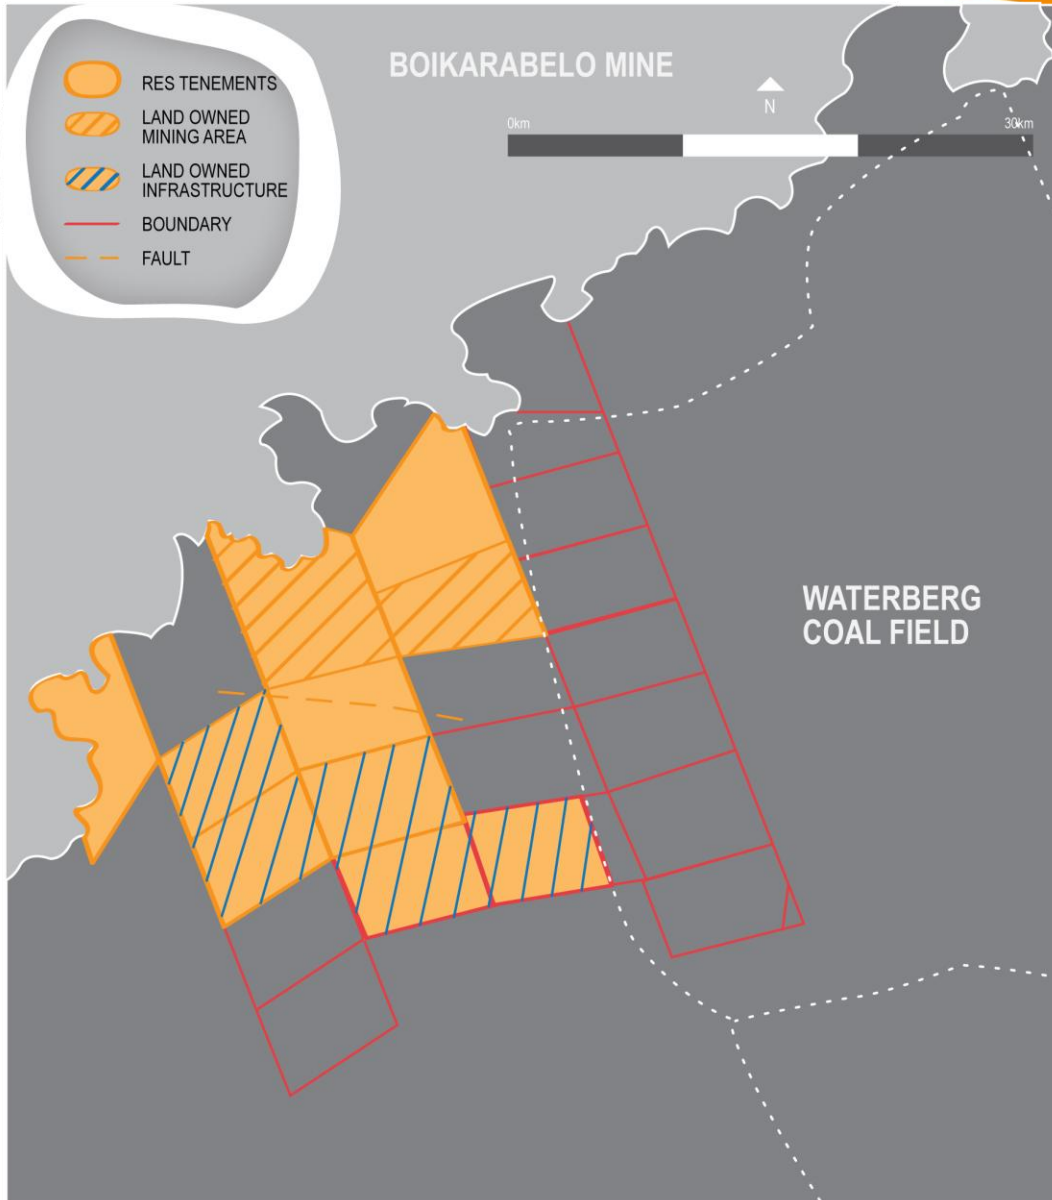 BOIKARABELO MINE
RES TENEMENTS
LAND OWNED
MINING AREA
LAND OWNED
INFRASTRUCTURE
BOUNDARY
FAULT
N
0km
30km
WATERBERG
COAL FIELD